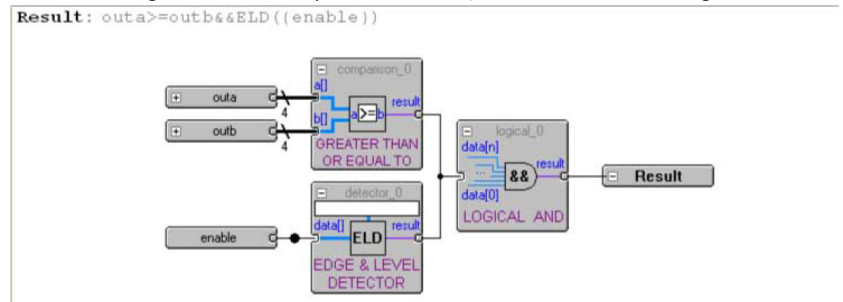 Result: outa>=outb&&ELD((enable))
comparison_0
a[]
outa
4
result
a>=b
b[]
outb
4
GREATER THAN
OR EQUAL TO
logical_0
data[n]
...
&&
result
Result
data[0]
LOGICAL AND
detector_0
data[]
result
enable
ELD
EDGE & LEVEL
DETECTOR